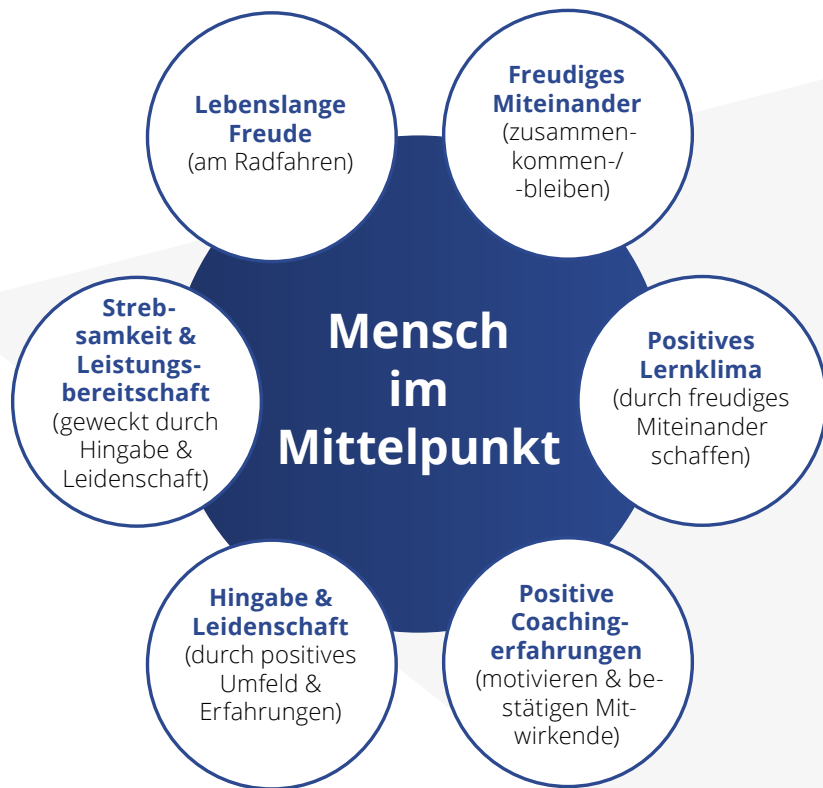 Lebenslange
Freude
(am Radfahren)
Freudiges
Miteinander
(zusammen-
kommen-/
-bleiben)
Streb-
samkeit &
Leistungs-
bereitschaft
(geweckt durch
Hingabe &
Leidenschaft)
Mensch
im
Mittelpunkt
Positives
Lernklima
(durch freudiges
Miteinander
schaffen)
Hingabe &
Leidenschaft
(durch positives
Umfeld &
Erfahrungen)
Positive
Coaching-
erfahrungen
(motivieren & be-
stätigen Mit-
wirkende)